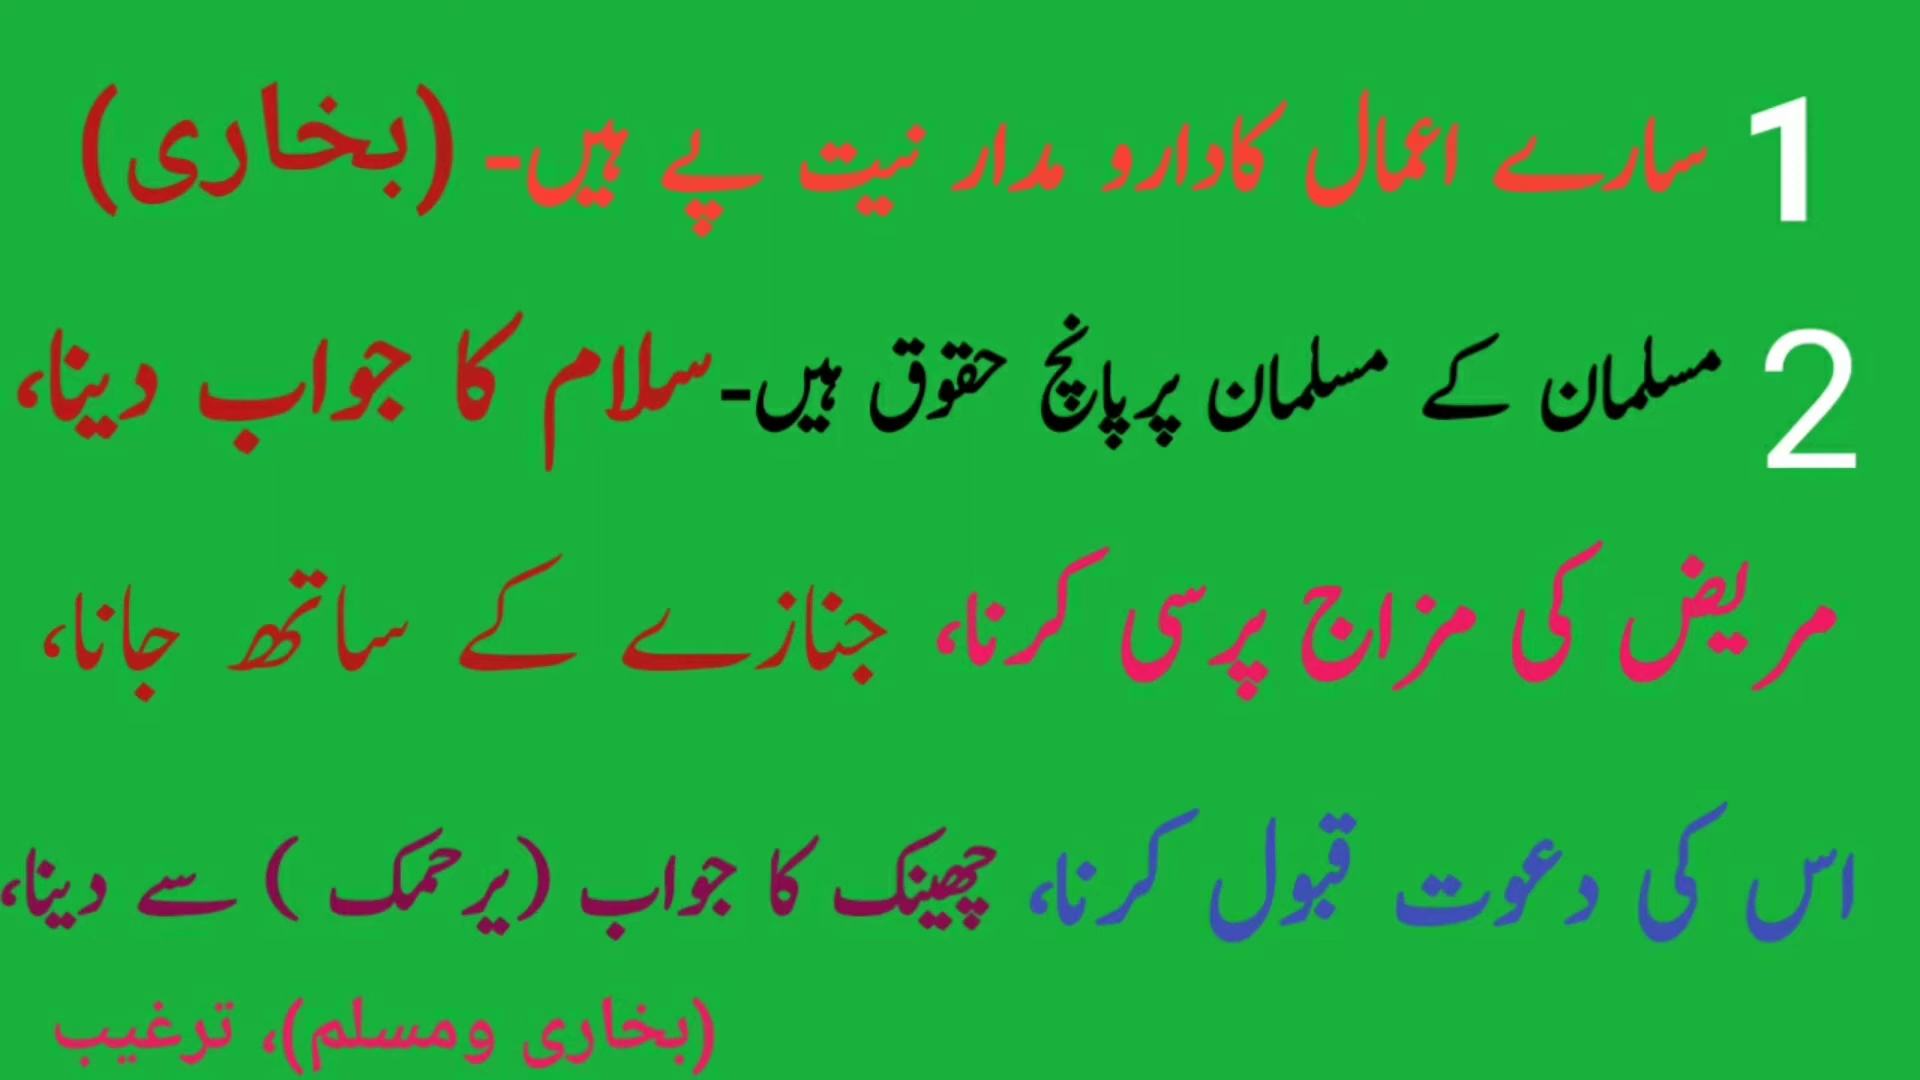 1 سارے اعمال کادارو مدار نیت پے ہیں- (بخاری)
2 مسلمان کے مسلمان پرپانچ حقوق ہیں-سلام کا جواب دینا،
مریض کی مزاج پرسی کرنا، جنازے کے ساتھ جانا،
اس کی دعوت قبول کرنا، چھینک کا جواب (یرحمک ) سے دینا،
(بخاری ومسلم)، ترغیب